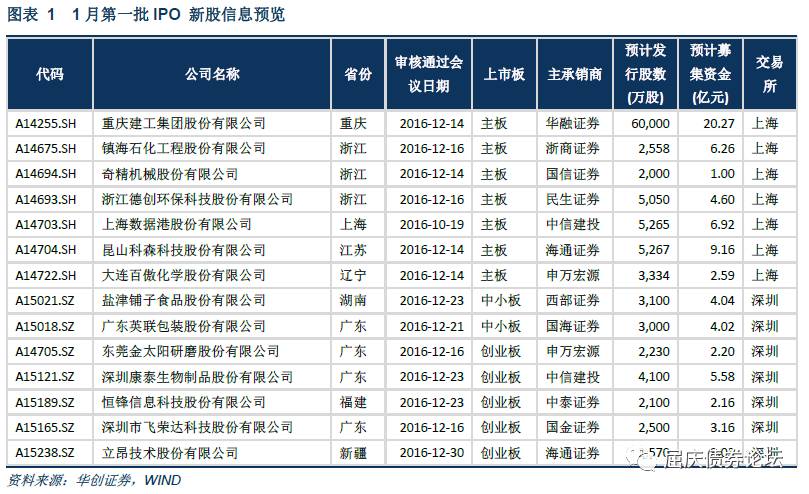 图表 1 1月第一批IPO 新股信息预览
代码 公司名称 省份 审核通过会议日期 上市板 主承销商 预计发行股数(万股) 预计募集资金(亿元) 交易所
A14255.SH 重庆建工集团股份有限公司 重庆 2016-12-14 主板 华融证券 60,000 20.27 上海
A14675.SH 镇海石化工程股份有限公司 浙江 2016-12-16 主板 浙商证券 2,558 6.26 上海
A14694.SH 奇精机械股份有限公司 浙江 2016-12-14 主板 国信证券 2,000 1.00 上海
A14693.SH 浙江德创环保科技股份有限公司 浙江 2016-12-16 主板 民生证券 5,050 4.60 上海
A14703.SH 上海数据港股份有限公司 上海 2016-10-19 主板 中信建投 5,265 6.92 上海
A14704.SH 昆山科森科技股份有限公司 江苏 2016-12-14 主板 海通证券 5,267 9.16 上海
A14722.SH 大连百傲化学股份有限公司 辽宁 2016-12-14 主板 申万宏源 3,334 2.59 上海
A15021.SZ 盐津铺子食品股份有限公司 湖南 2016-12-23 中小板 西部证券 3,100 4.04 深圳
A15018.SZ 广东英联包装股份有限公司 广东 2016-12-21 中小板 国海证券 3,000 4.02 深圳
A14705.SZ 东莞金太阳研磨股份有限公司 广东 2016-12-16 创业板 申万宏源 2,230 2.20 深圳
A15121.SZ 深圳康泰生物制品股份有限公司 广东 2016-12-23 创业板 中信建投 4,100 5.58 深圳
A15189.SZ 恒锋信息科技股份有限公司 福建 2016-12-23 创业板 中泰证券 2,100 2.16 深圳
A15165.SZ 深圳市飞荣达科技股份有限公司 广东 2016-12-16 创业板 国金证券 2,500 3.16 深圳
A15238.SZ 立昂技术股份有限公司 新疆 2016-12-30 创业板 海通证券 深圳
屈庆债券论坛
资料来源：华创证券，WIND